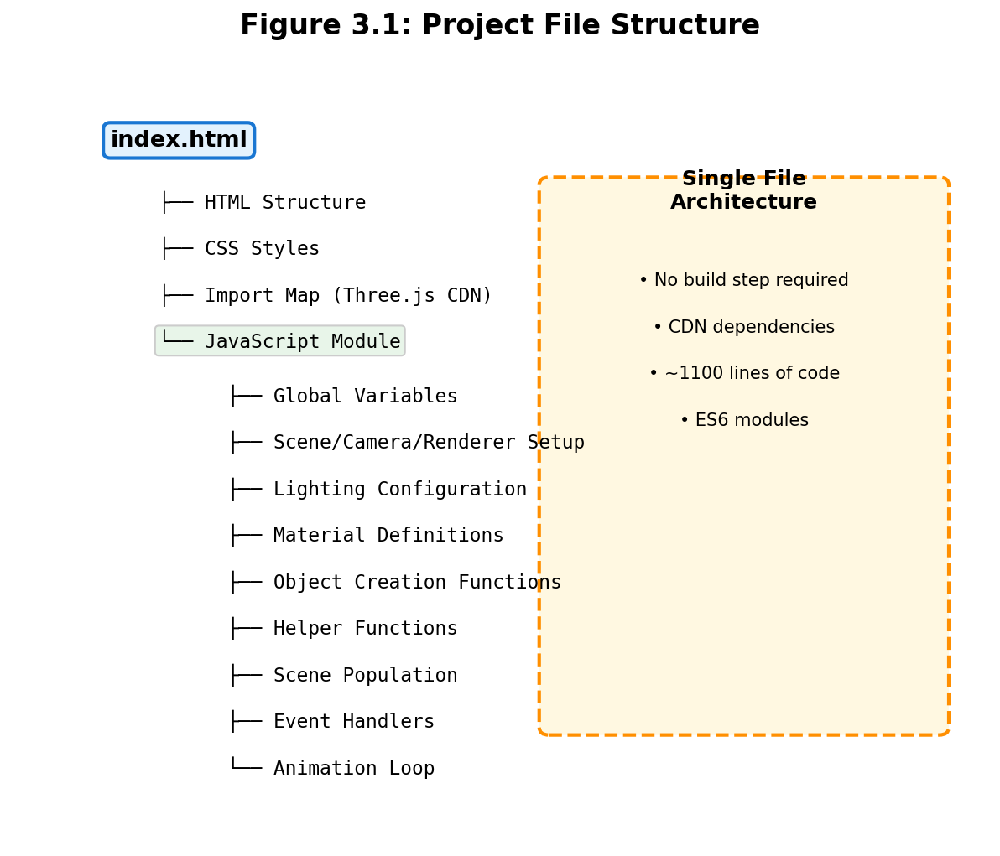 Figure 3.1: Project File Structure
index.html
├── HTML Structure
├── CSS Styles
├── Import Map (Three.js CDN)
└── JavaScript Module
├── Global Variables
├── Scene/Camera/Renderer Setup
├── Lighting Configuration
├── Material Definitions
├── Object Creation Functions
├── Helper Functions
├── Scene Population
├── Event Handlers
└── Animation Loop
Single File
Architecture
• No build step required
• CDN dependencies
• ~1100 lines of code
• ES6 modules